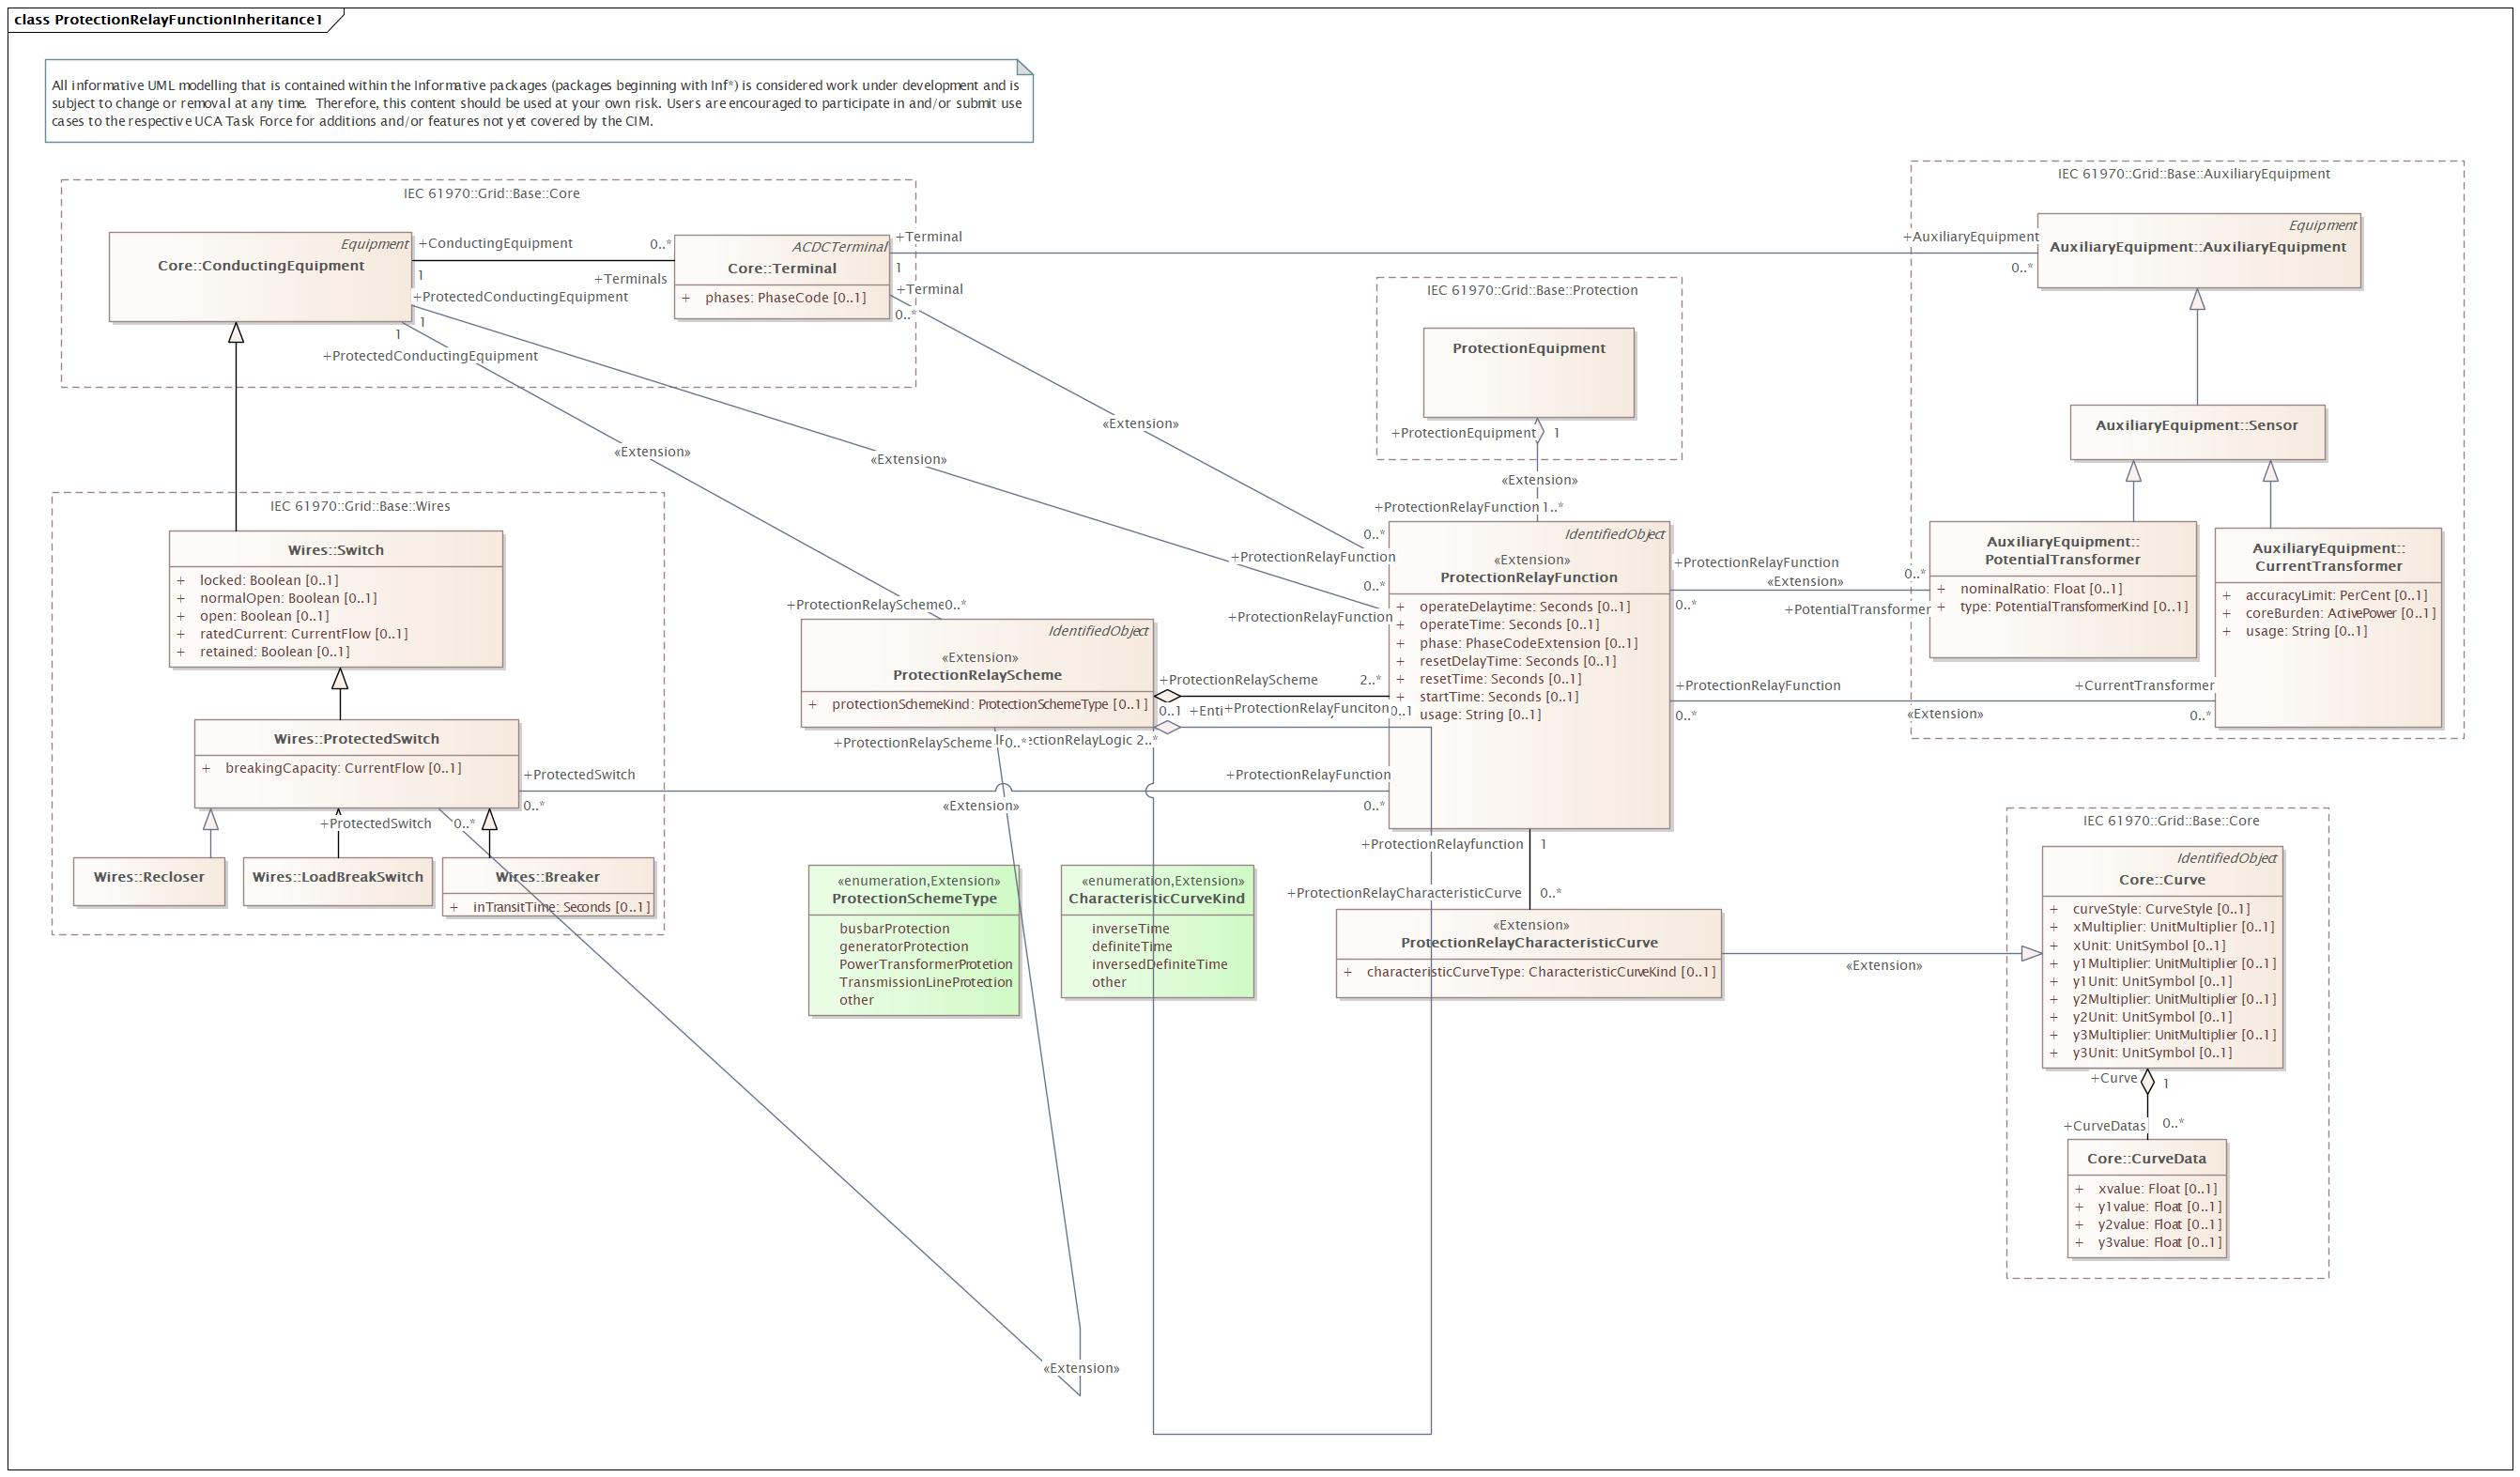 class ProtectionRelayFunctionInheritance1
All informative UML modelling that is contained within the Informative packages (packages beginning with Inf*) is considered work under development and is
subject to change or removal at any time. Therefore, this content should be used at your own risk. Users are encouraged to participate in and/or submit use
cases to the respective UCA Task Force for additions and/or features not yet covered by the CIM.
IEC 61970::Grid::Base::Core
Equipment
Core::ConductingEquipment
+ConductingEquipment
1
0..*
+Terminals
ACDCTerminal
Core::Terminal
+ phases: PhaseCode [0..1]
+Terminal
1
+Terminal
0..*
+ProtectedConductingEquipment
1
1
+ProtectedConductingEquipment
«Extension»
«Extension»
«Extension»
IEC 61970::Grid::Base::Protection
ProtectionEquipment
+ProtectionEquipment
1
«Extension»
+ProtectionRelayFunction
1..*
IEC 61970::Grid::Base::AuxiliaryEquipment
+AuxiliaryEquipment
0..*
Equipment
AuxiliaryEquipment::AuxiliaryEquipment
AuxiliaryEquipment::Sensor
AuxiliaryEquipment::
PotentialTransformer
+ nominalRatio: Float [0..1]
+ type: PotentialTransformerKind [0..1]
AuxiliaryEquipment::
CurrentTransformer
+ accuracyLimit: PerCent [0..1]
+ coreBurden: ActivePower [0..1]
+ usage: String [0..1]
IEC 61970::Grid::Base::Wires
Wires::Switch
+ locked: Boolean [0..1]
+ normalOpen: Boolean [0..1]
+ open: Boolean [0..1]
+ ratedCurrent: CurrentFlow [0..1]
+ retained: Boolean [0..1]
Wires::ProtectedSwitch
+ breakingCapacity: CurrentFlow [0..1]
+ProtectedSwitch
0..*
+ProtectedSwitch
0..*
Wires::Recloser
Wires::LoadBreakSwitch
Wires::Breaker
+ inTransitTime: Seconds [0..1]
+ProtectionRelayScheme
0..*
IdentifiedObject
«Extension»
ProtectionRelayScheme
+ protectionSchemeKind: ProtectionSchemeType [0..1]
+ProtectionRelayScheme
2..*
0..1
+Enti
+ProtectionRelayFunciton
0..1
+ProtectionRelayScheme
0..*
ectionRelayLogic
2..*
0..*
+ProtectionRelayFunction
0..*
+ProtectionRelayFunction
IdentifiedObject
«Extension»
ProtectionRelayFunction
+ operateDelaytime: Seconds [0..1]
+ operateTime: Seconds [0..1]
+ phase: PhaseCodeExtension [0..1]
+ resetDelayTime: Seconds [0..1]
+ resetTime: Seconds [0..1]
+ startTime: Seconds [0..1]
+ usage: String [0..1]
+ProtectionRelayFunction
0..*
«Extension»
0..*
+PotentialTransformer
+ProtectionRelayFunction
0..*
+CurrentTransformer
«Extension»
0..*
+ProtectionRelayFunction
0..*
«Extension»
+ProtectionRelayfunction
1
+ProtectionRelayCharacteristicCurve
0..*
«enumeration,Extension»
ProtectionSchemeType
busbarProtection
generatorProtection
PowerTransformerProtetion
TransmissionLineProtection
other
«enumeration,Extension»
CharacteristicCurveKind
inverseTime
definiteTime
inversedDefiniteTime
other
«Extension»
ProtectionRelayCharacteristicCurve
+ characteristicCurveType: CharacteristicCurveKind [0..1]
«Extension»
IEC 61970::Grid::Base::Core
IdentifiedObject
Core::Curve
+ curveStyle: CurveStyle [0..1]
+ xMultiplier: UnitMultiplier [0..1]
+ xUnit: UnitSymbol [0..1]
+ y1Multiplier: UnitMultiplier [0..1]
+ y1Unit: UnitSymbol [0..1]
+ y2Multiplier: UnitMultiplier [0..1]
+ y2Unit: UnitSymbol [0..1]
+ y3Multiplier: UnitMultiplier [0..1]
+ y3Unit: UnitSymbol [0..1]
+Curve
1
+CurveDatas
0..*
Core::CurveData
+ xvalue: Float [0..1]
+ y1value: Float [0..1]
+ y2value: Float [0..1]
+ y3value: Float [0..1]
«Extension»